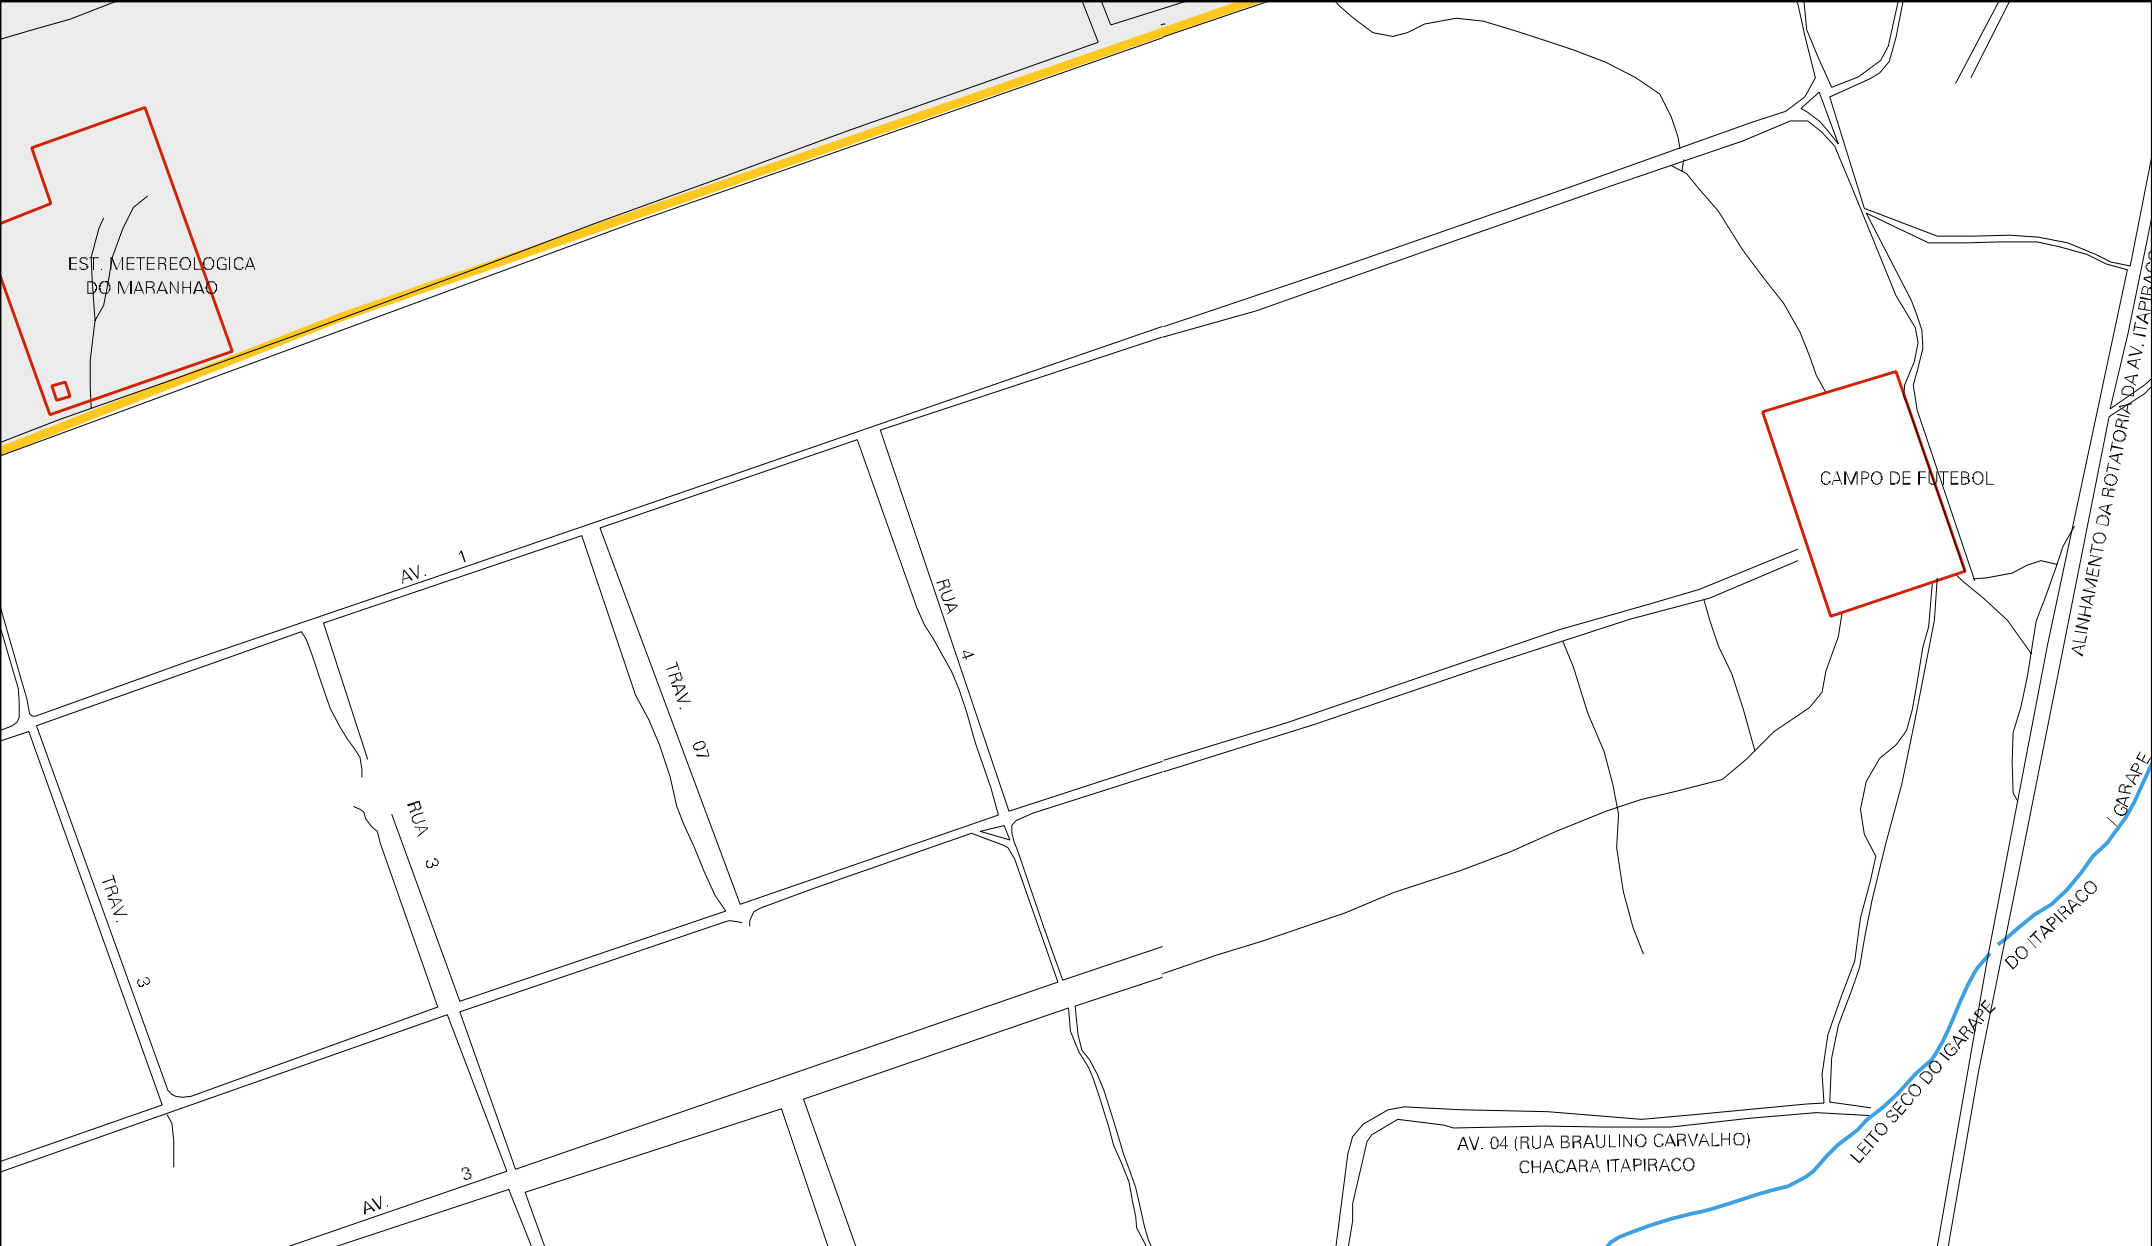 EST. METEREOLOGICA
DO MARANHAO
ALINHAMENTO DA ROTATORIA DA AV. ITAPIRACO
CAMPO DE FUTEBOL
AV. 1
RUA 4
TRAV. 07
RUA 3
TRAV. 3
IGARAPE
DO ITAPIRACO
LEITO SECO DO IGARAPE
AV. 04 (RUA BRAULINO CARVALHO)
CHACARA ITAPIRACO
AV. 3